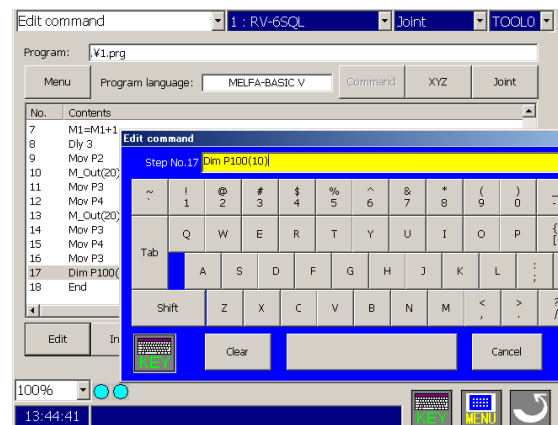 Edit command 1 : RV-6SQL Joint TOOL0
Program: .¥1.prg
Menu Program language: MELFA-BASIC V Command XYZ Joint
No. Contents
7 M1=M1+1
8 Dly 3
9 Mov P2
10 M_Out(20)
11 Mov P3
12 Mov P4
13 M_Out(20)
14 Mov P3
15 Mov P4
16 Mov P3
17 Dim P100(
18 End
Edit In
Edit command
Step No.17 Dim P100(10)
~ ! @ # $ % ^ & * ( ) _
` 1 2 3 4 5 6 7 8 9 0 -
Tab Q W E R T Y U I O P { [
A S D F G H J K L : ;
Shift Z X C V B N M < , > . ? /
KEY Clear Cancel
100%
13:44:41 KEY MENU